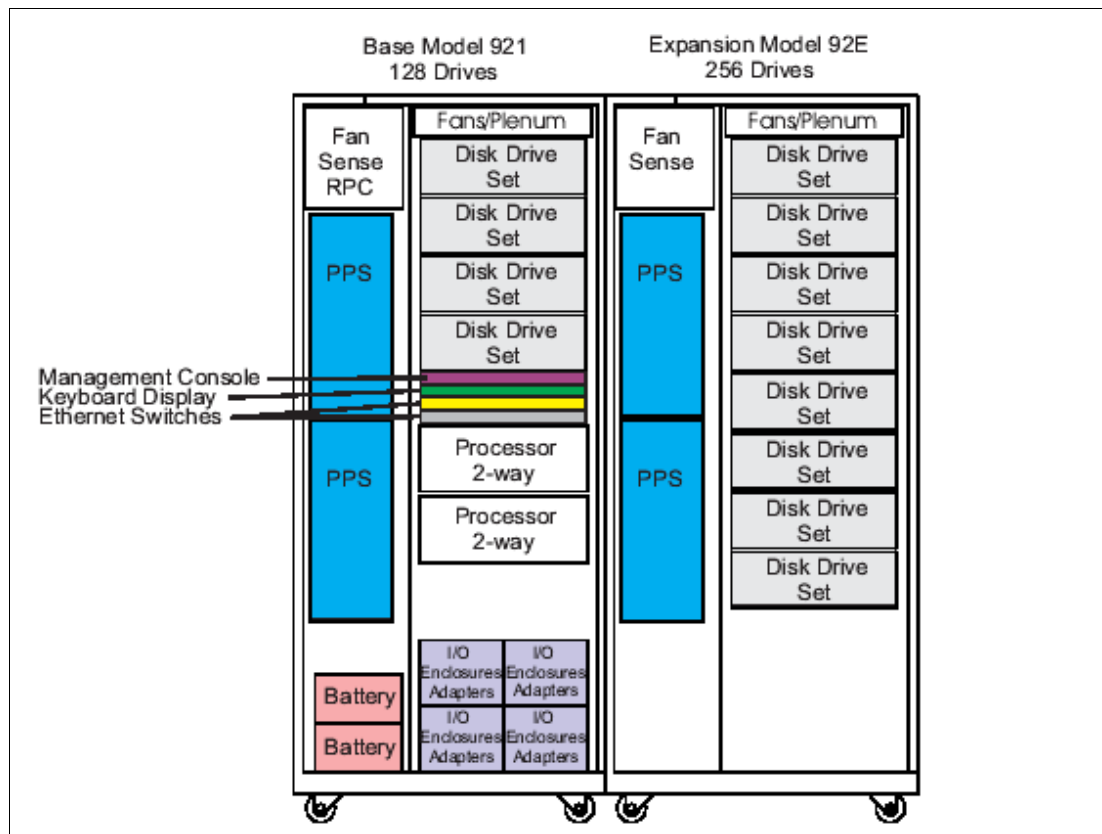 Base Model 921
128 Drives
Expansion Model 92E
256 Drives
Fan
Sense
RPC
Fans/Plenum
Disk Drive
Set
Disk Drive
Set
Disk Drive
Set
Disk Drive
Set
PPS
PPS
Management Console
Keyboard Display
Ethernet Switches
Processor
2-way
Processor
2-way
I/O
Enclosures
Adapters
I/O
Enclosures
Adapters
I/O
Enclosures
Adapters
I/O
Enclosures
Adapters
Battery
Battery
Fan
Sense
PPS
PPS
Fans/Plenum
Disk Drive
Set
Disk Drive
Set
Disk Drive
Set
Disk Drive
Set
Disk Drive
Set
Disk Drive
Set
Disk Drive
Set
Disk Drive
Set